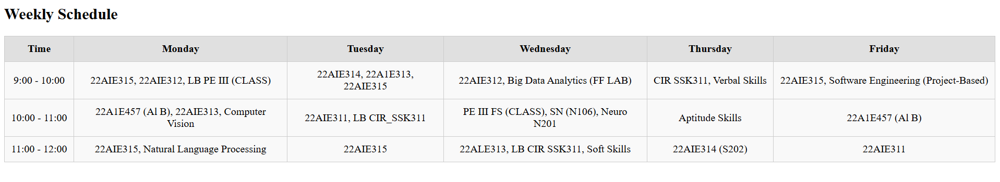 Weekly Schedule
Time Monday Tuesday Wednesday Thursday Friday
9:00 - 10:00
22AIE315, 22AIE312, LB PE III (CLASS)
22AIE314, 22A1E313,
22AIE315
22AIE312, Big Data Analytics (FF LAB)
CIR SSK311, Verbal Skills
22AIE315, Software Engineering (Project-Based)
10:00 - 11:00
22A1E457 (Al B), 22AIE313, Computer
Vision
22AIE311, LB CIR_SSK311
PE III FS (CLASS), SN (N106), Neuro
N201
Aptitude Skills
22A1E457 (Al B)
11:00 - 12:00
22AIE315, Natural Language Processing
22AIE315
22ALE313, LB CIR SSK311, Soft Skills
22AIE314 (S202)
22AIE311